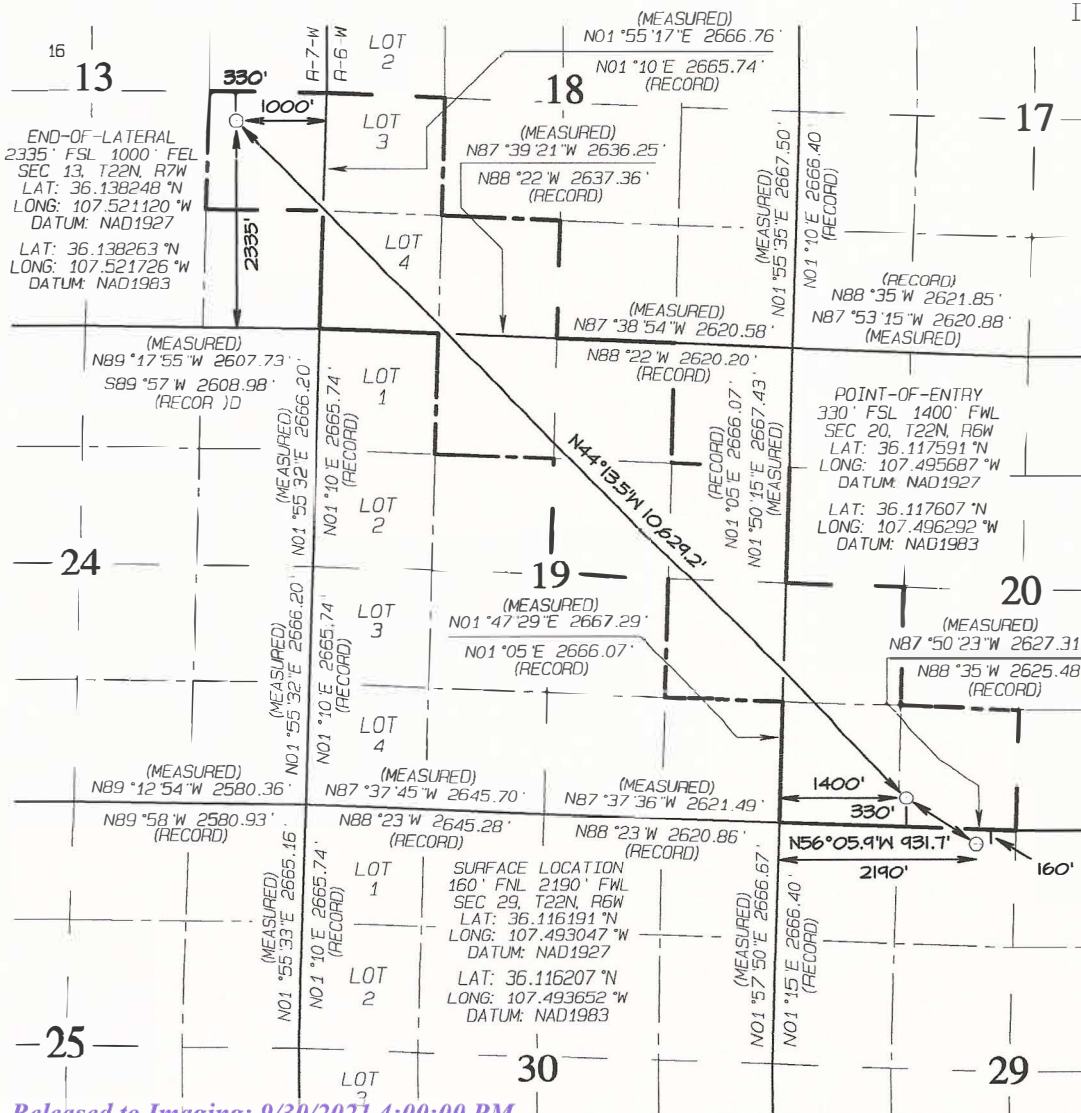 (MEASURED)
N01°55'17"E 2666.76'
N01°10'E 2665.74'
(RECORD)
16
13
R-7-W
R-6-W
LOT
2
18
17
330'
1000'
LOT
3
(MEASURED)
N87°39'21"W 2636.25'
N88°22'W 2637.36'
(RECORD)
(MEASURED)
N01°55'35"E 2667.50'
N01°10'E 2666.40'
(RECORD)
END-OF-LATERAL
2335' FSL 1000' FEL
SEC 13, T22N, R7W
LAT: 36.138248°N
LONG: 107.521120°W
DATUM: NAD1927
LAT: 36.138263°N
LONG: 107.521726°W
DATUM: NAD1983
2335'
LOT
4
(RECORD)
N88°35'W 2621.85'
N87°53'15"W 2620.88'
(MEASURED)
(MEASURED)
N87°38'54"W 2620.58'
N88°22'W 2620.20'
(RECORD)
(MEASURED)
N89°17'55"W 2607.73'
S89°57'W 2608.98'
(RECOR )D
(MEASURED)
N01°55'32"E 2666.20'
N01°10'E 2665.74'
(RECORD)
LOT
1
(RECORD)
N01°05'E 2666.07'
N01°50'15"E 2667.43'
(MEASURED)
POINT-OF-ENTRY
330' FSL 1400' FWL
SEC 20, T22N, R6W
LAT: 36.117591°N
LONG: 107.495687°W
DATUM: NAD1927
LAT: 36.117607°N
LONG: 107.496292°W
DATUM: NAD1983
N44°13.5'W 10,629.2'
LOT
2
24
19
20
(MEASURED)
N01°47'29"E 2667.29'
N01°05'E 2666.07'
(RECORD)
(MEASURED)
N87°50'23"W 2627.31
N88°35'W 2625.48
(RECORD)
(MEASURED)
N01°55'32"E 2666.20'
N01°10'E 2665.74'
(RECORD)
LOT
3
LOT
4
(MEASURED)
N89°12'54"W 2580.36'
N89°58'W 2580.93'
(RECORD)
(MEASURED)
N87°37'45"W 2645.70'
N88°23'W 2645.28'
(RECORD)
(MEASURED)
N87°37'36"W 2621.49'
N88°23'W 2620.86'
(RECORD)
1400'
330'
N56°05.9'W 931.7'
2190'
160'
(MEASURED)
N01°55'33"E 2665.16'
N01°10'E 2665.74'
(RECORD)
LOT
1
SURFACE LOCATION
160' FNL 2190' FWL
SEC 29, T22N, R6W
LAT: 36.116191°N
LONG: 107.493047°W
DATUM: NAD1927
LAT: 36.116207°N
LONG: 107.493652°W
DATUM: NAD1983
(MEASURED)
N01°57'50"E 2666.67'
N01°15'E 2666.40'
(RECORD)
LOT
2
25
30
29
LOT
3
Released to Imaging: 9/30/2021 4:00:00 PM